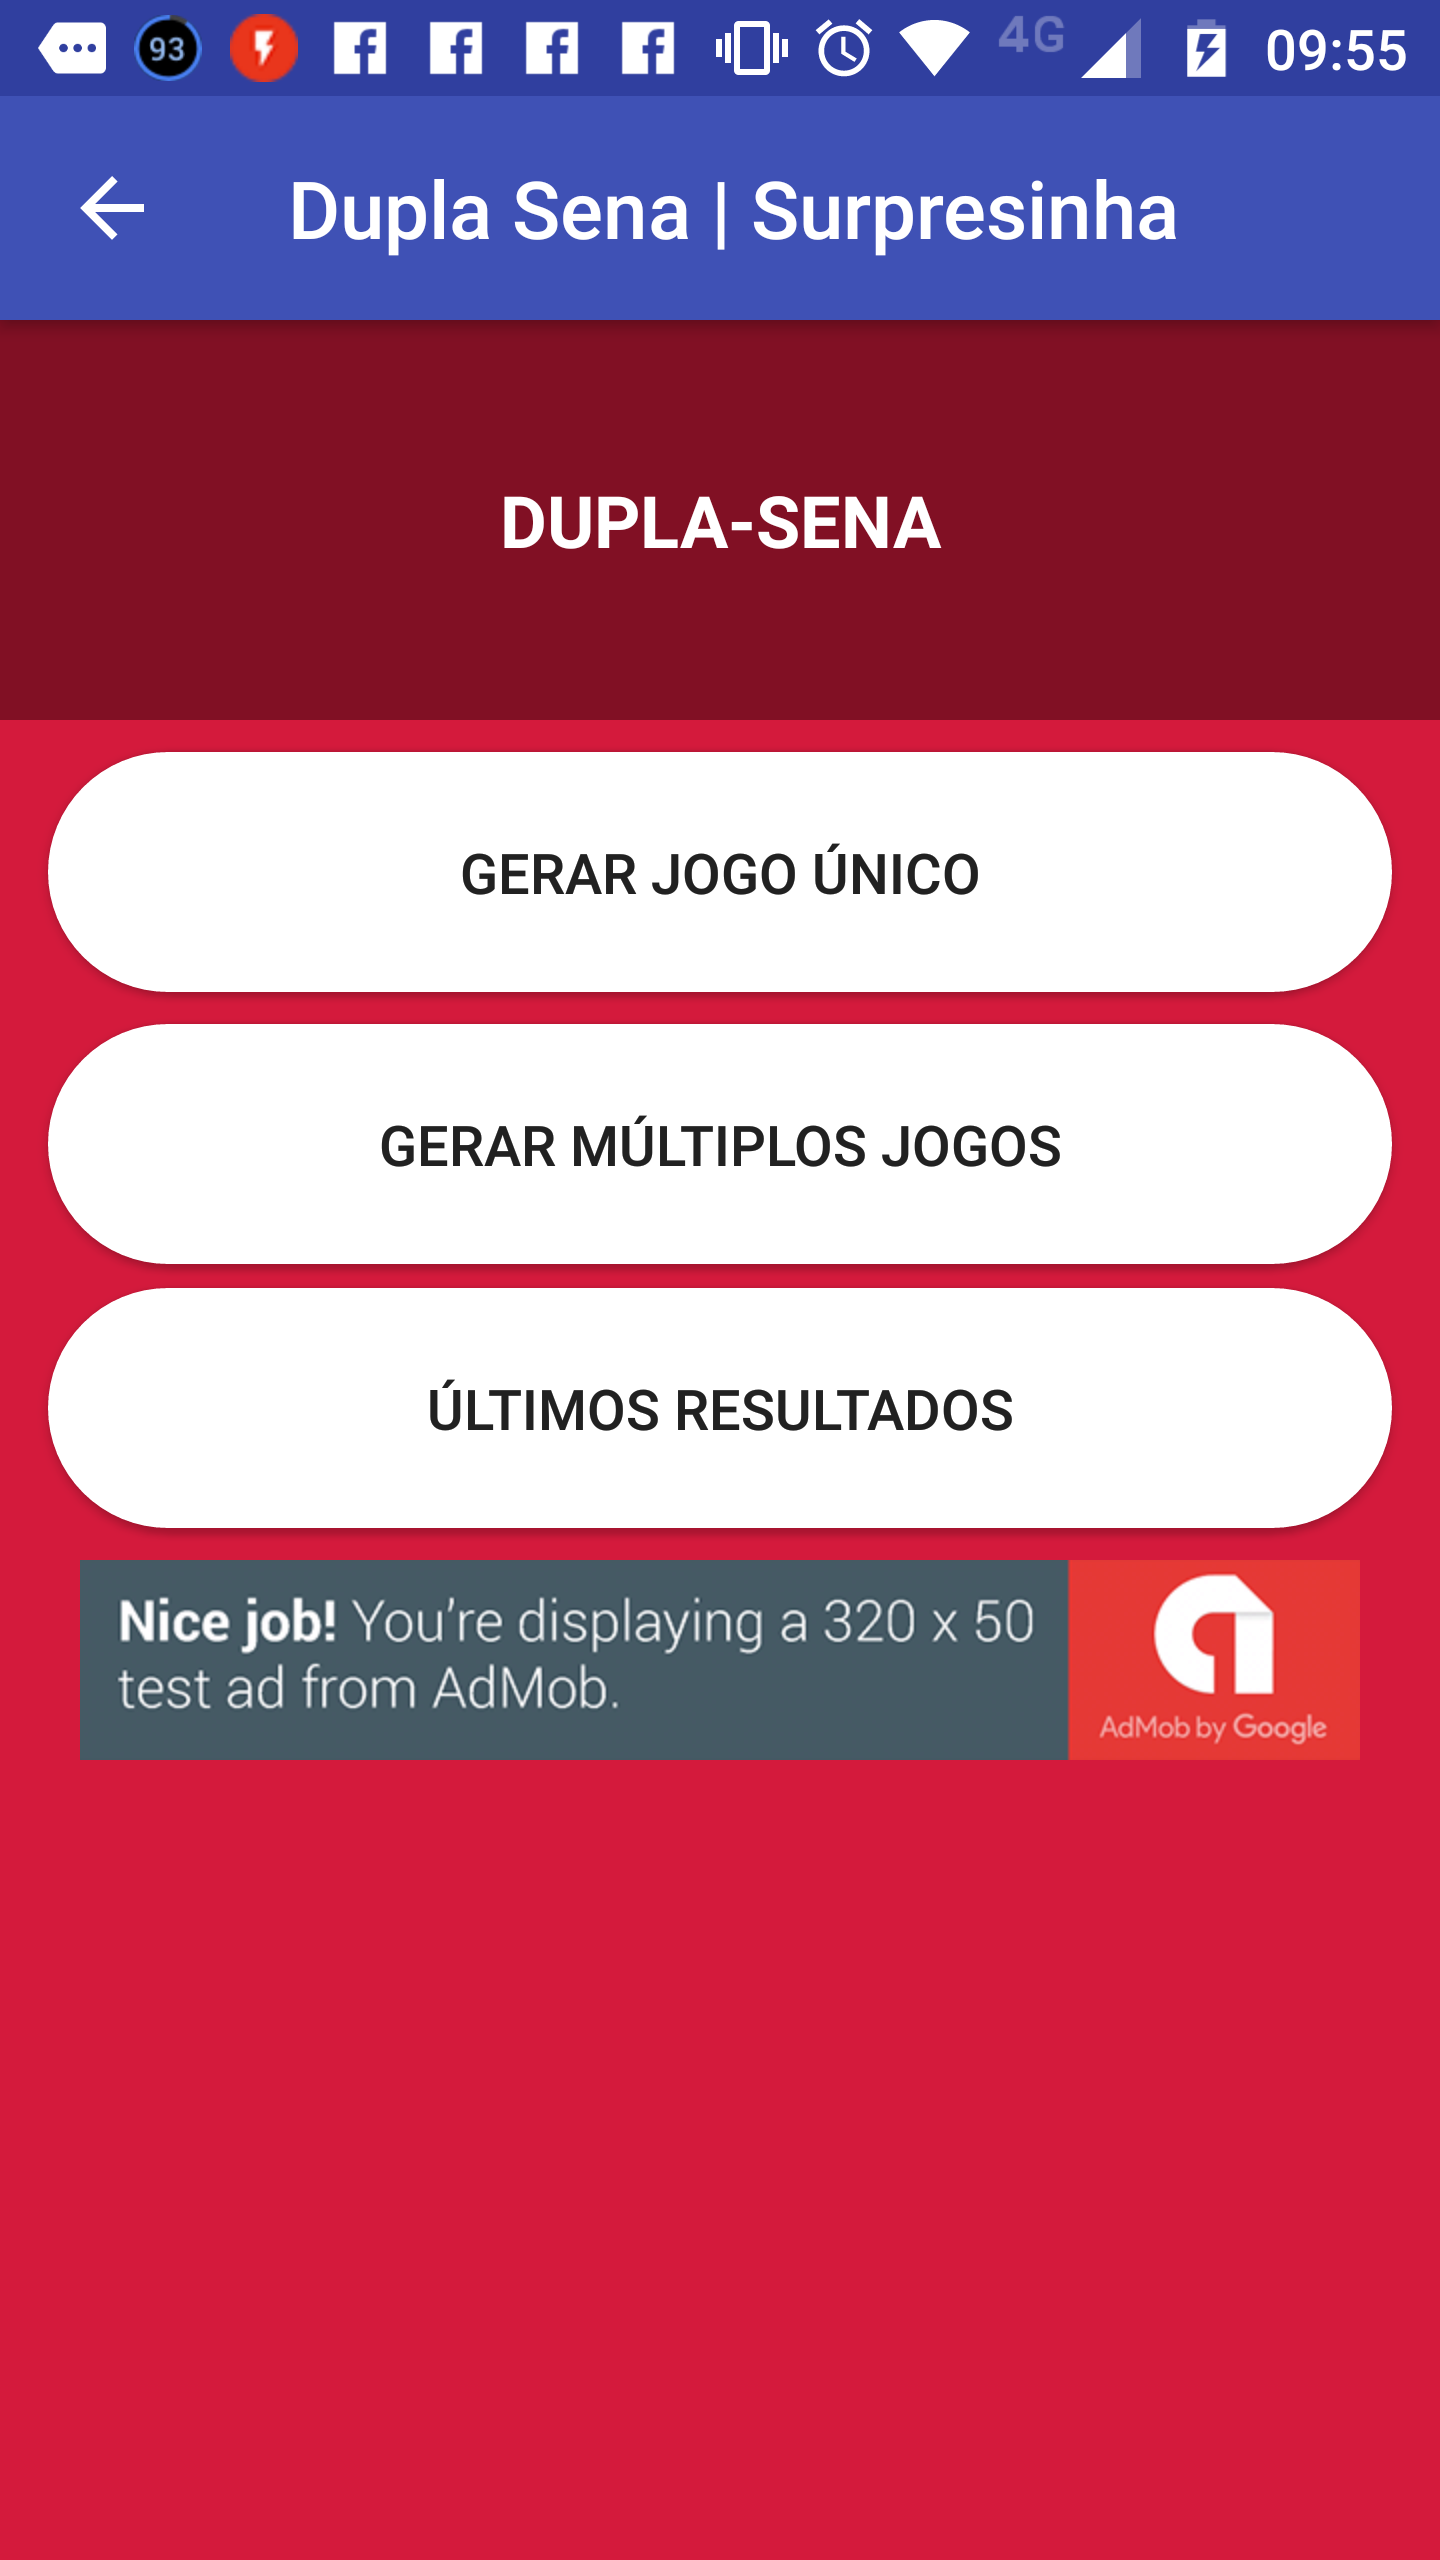 93
4G
09:55
Dupla Sena | Surpresinha
DUPLA-SENA
GERAR JOGO ÚNICO
GERAR MÚLTIPLOS JOGOS
ÚLTIMOS RESULTADOS
Nice job! You're displaying a 320 x 50
test ad from AdMob.
AdMob by Google